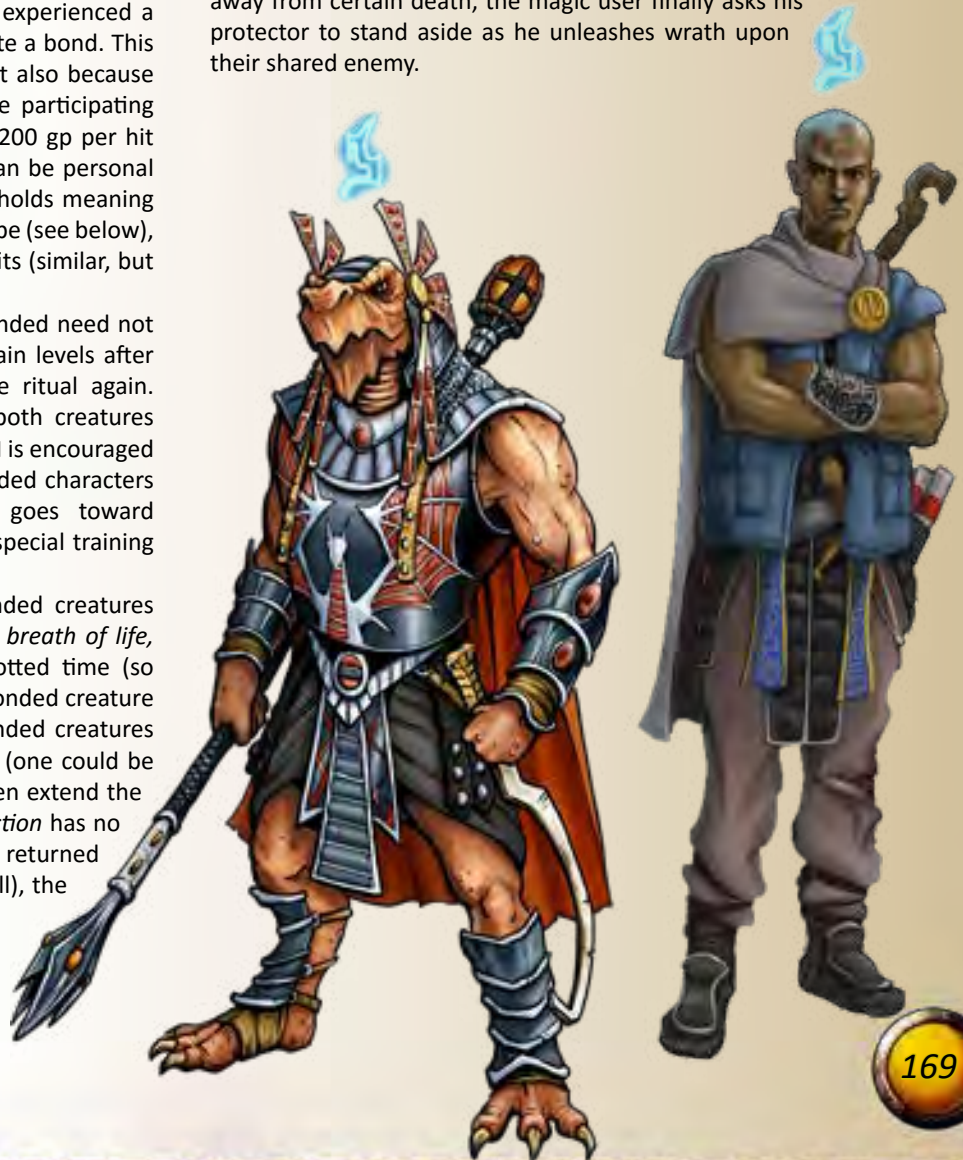 experienced a
te a bond. This
t also because
e participating
200 gp per hit
an be personal
holds meaning
pe (see below),
its (similar, but
nded need not
ain levels after
e ritual again.
both creatures
is encouraged
ded characters
goes toward
special training
nded creatures
breath of life,
otted time (so
onded creature
nded creatures
(one could be
en extend the
ction has no
returned
ll), the
away from certain death, the magic user finally asks his
protector to stand aside as he unleashes wrath upon
their shared enemy.
169